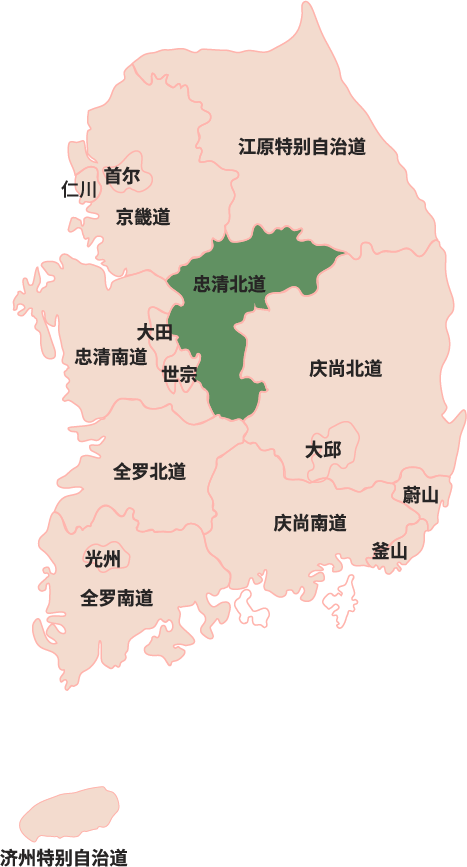 江原特别自治道
首尔
仁川
京畿道
忠清北道
大田
忠清南道
世宗
庆尚北道
大邱
全罗北道
蔚山
庆尚南道
釜山
光州
全罗南道
济州特别自治道